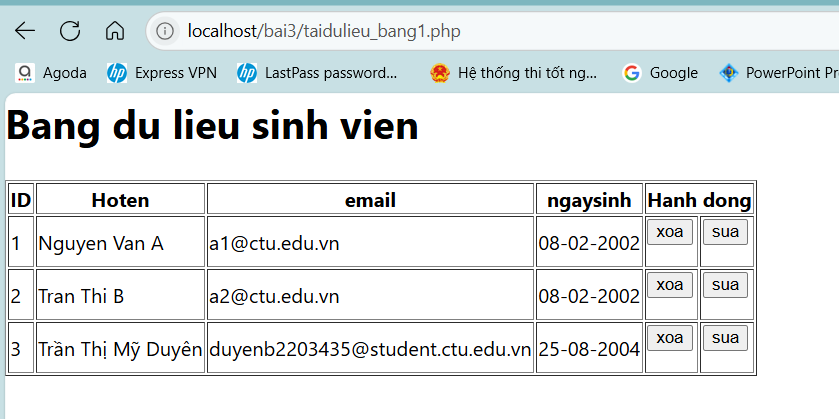 localhost/bai3/taidulieu_bang1.php
Agoda Express VPN LastPass password... Hệ thống thi tốt ng... Google PowerPoint Pr
Bang du lieu sinh vien
ID Hoten email ngaysinh Hanh dong
1 Nguyen Van A a1@ctu.edu.vn 08-02-2002 xoa sua
2 Tran Thi B a2@ctu.edu.vn 08-02-2002 xoa sua
3 Trần Thị Mỹ Duyên duyenb2203435@student.ctu.edu.vn 25-08-2004 xoa sua